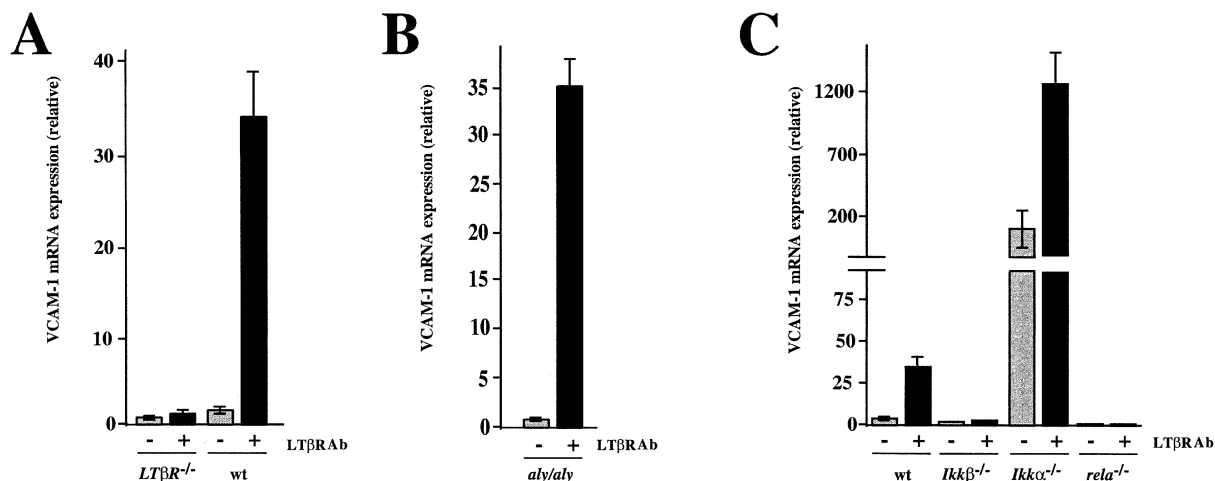 A
VCAM-1 mRNA expression (relative)
40
30
20
10
0
- + - + LTβRAb
LTβR-/- wt
B
VCAM-1 mRNA expression (relative)
35
30
25
20
15
10
5
0
- + LTβRAb
aly/aly
C
VCAM-1 mRNA expression (relative)
1200
700
200
75
50
25
0
- + - + - + - + LTβRAb
wt Ikkβ-/- Ikkα-/- rela-/-